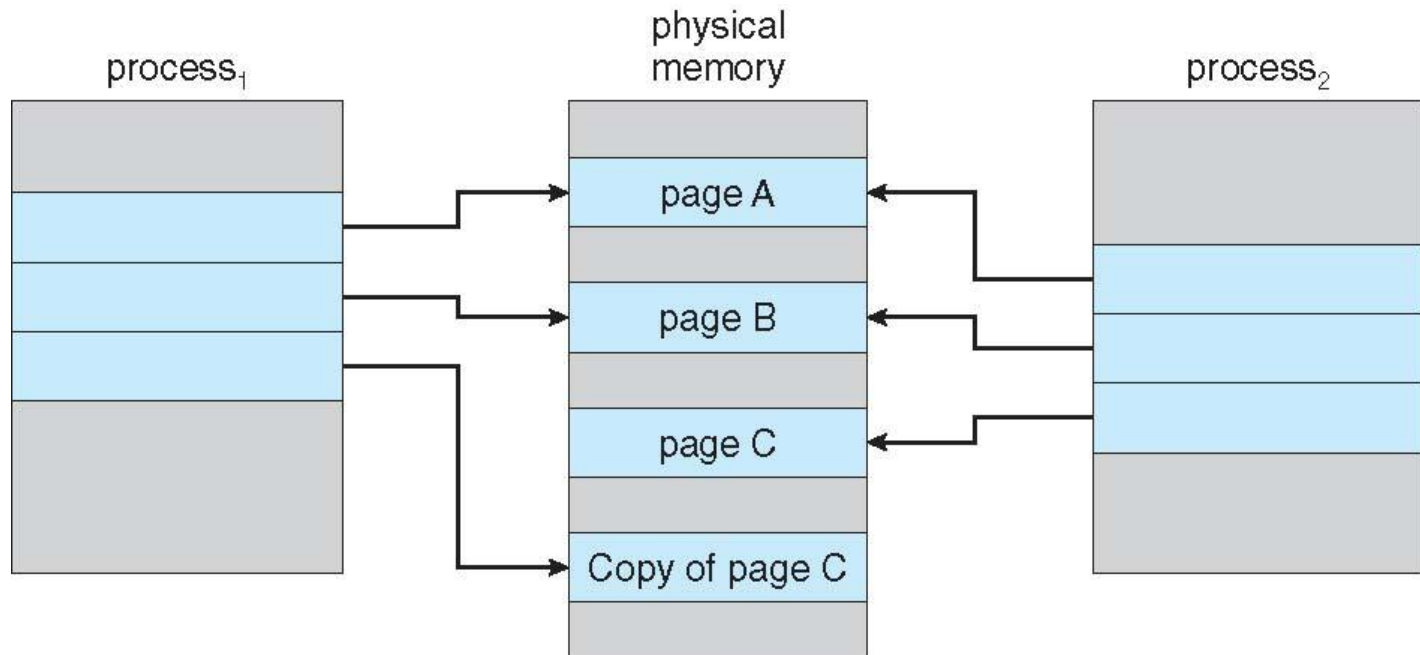 process₁
physical
memory
process₂
page A
page B
page C
Copy of page C